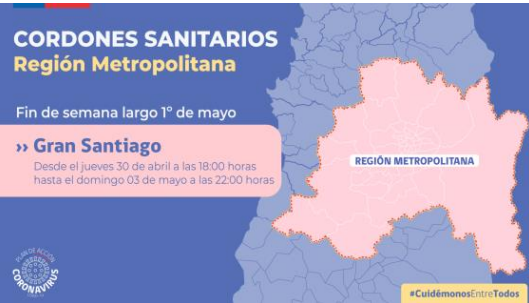 CORDONES SANITARIOS
Región Metropolitana
Fin de semana largo 1º de mayo
›› Gran Santiago
Desde el jueves 30 de abril a las 18:00 horas
hasta el domingo 03 de mayo a las 22:00 horas
REGIÓN METROPOLITANA
PLAN DE ACCIÓN
CORONAVIRUS
#CuidémonosEntreTodos